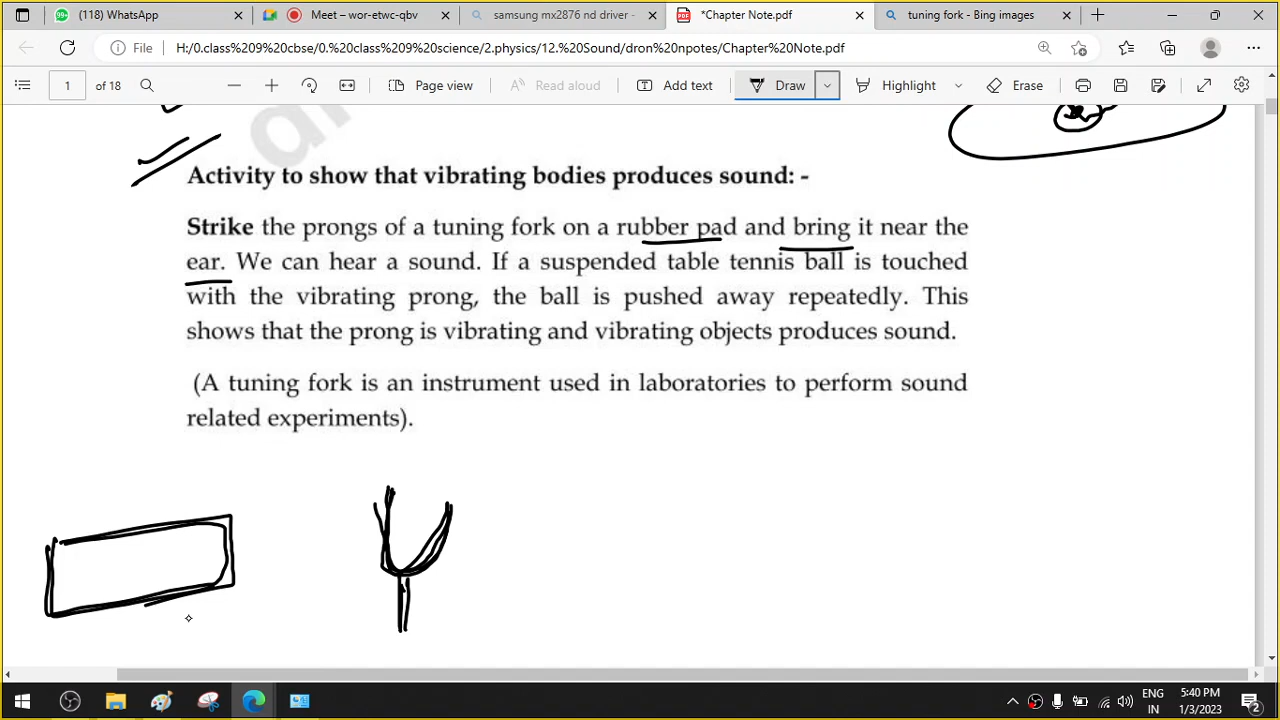 (118) WhatsApp
Meet – wor-etwc-qbv
samsung mx2876 nd driver -
*Chapter Note.pdf
tuning fork - Bing images
File
H:/0.class%209%20cbse/0.%20class%209%20science/2.physics/12.%20Sound/dron%20npotes/Chapter%20Note.pdf
1 of 18
Page view
Read aloud
Add text
Draw
Highlight
Erase
Activity to show that vibrating bodies produces sound: -
Strike the prongs of a tuning fork on a rubber pad and bring it near the
ear. We can hear a sound. If a suspended table tennis ball is touched
with the vibrating prong, the ball is pushed away repeatedly. This
shows that the prong is vibrating and vibrating objects produces sound.
(A tuning fork is an instrument used in laboratories to perform sound
related experiments).
ENG
IN
5:40 PM
1/3/2023
2